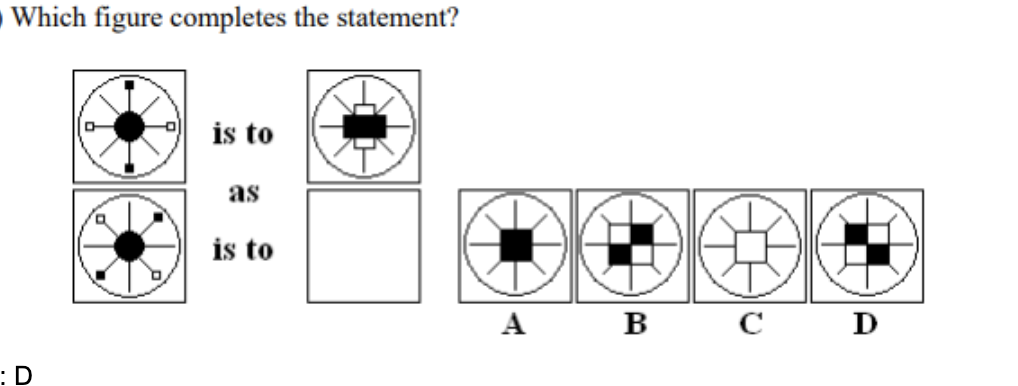 ) Which figure completes the statement?
is to
as
is to
A B C D
: D